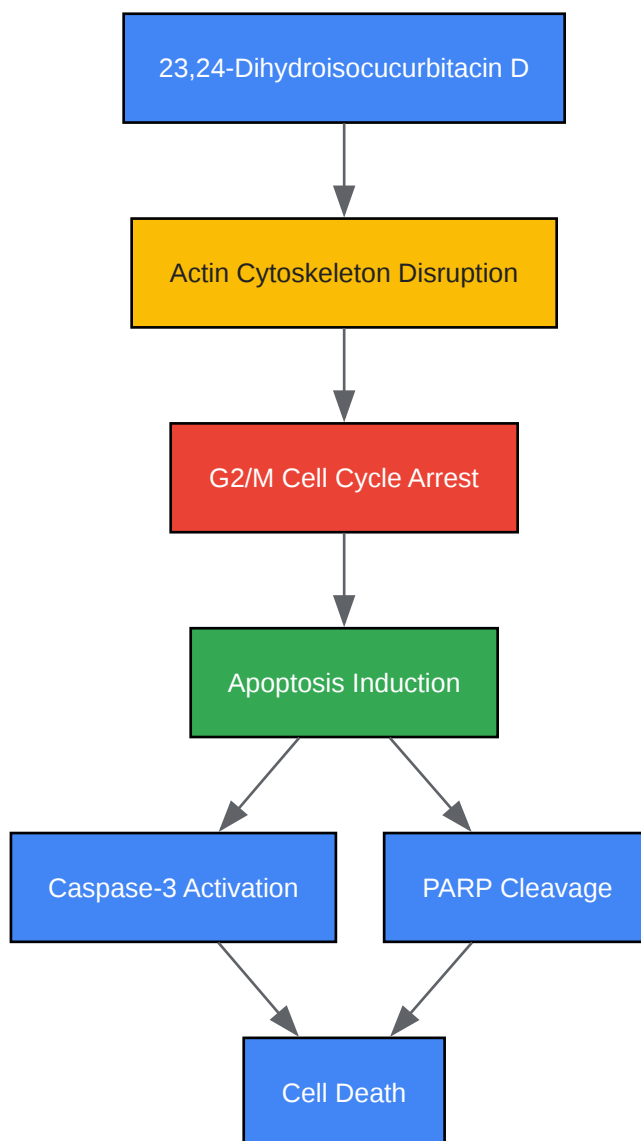 23,24-Dihydroisocucurbitacin D
Actin Cytoskeleton Disruption
G2/M Cell Cycle Arrest
Apoptosis Induction
Caspase-3 Activation
PARP Cleavage
Cell Death